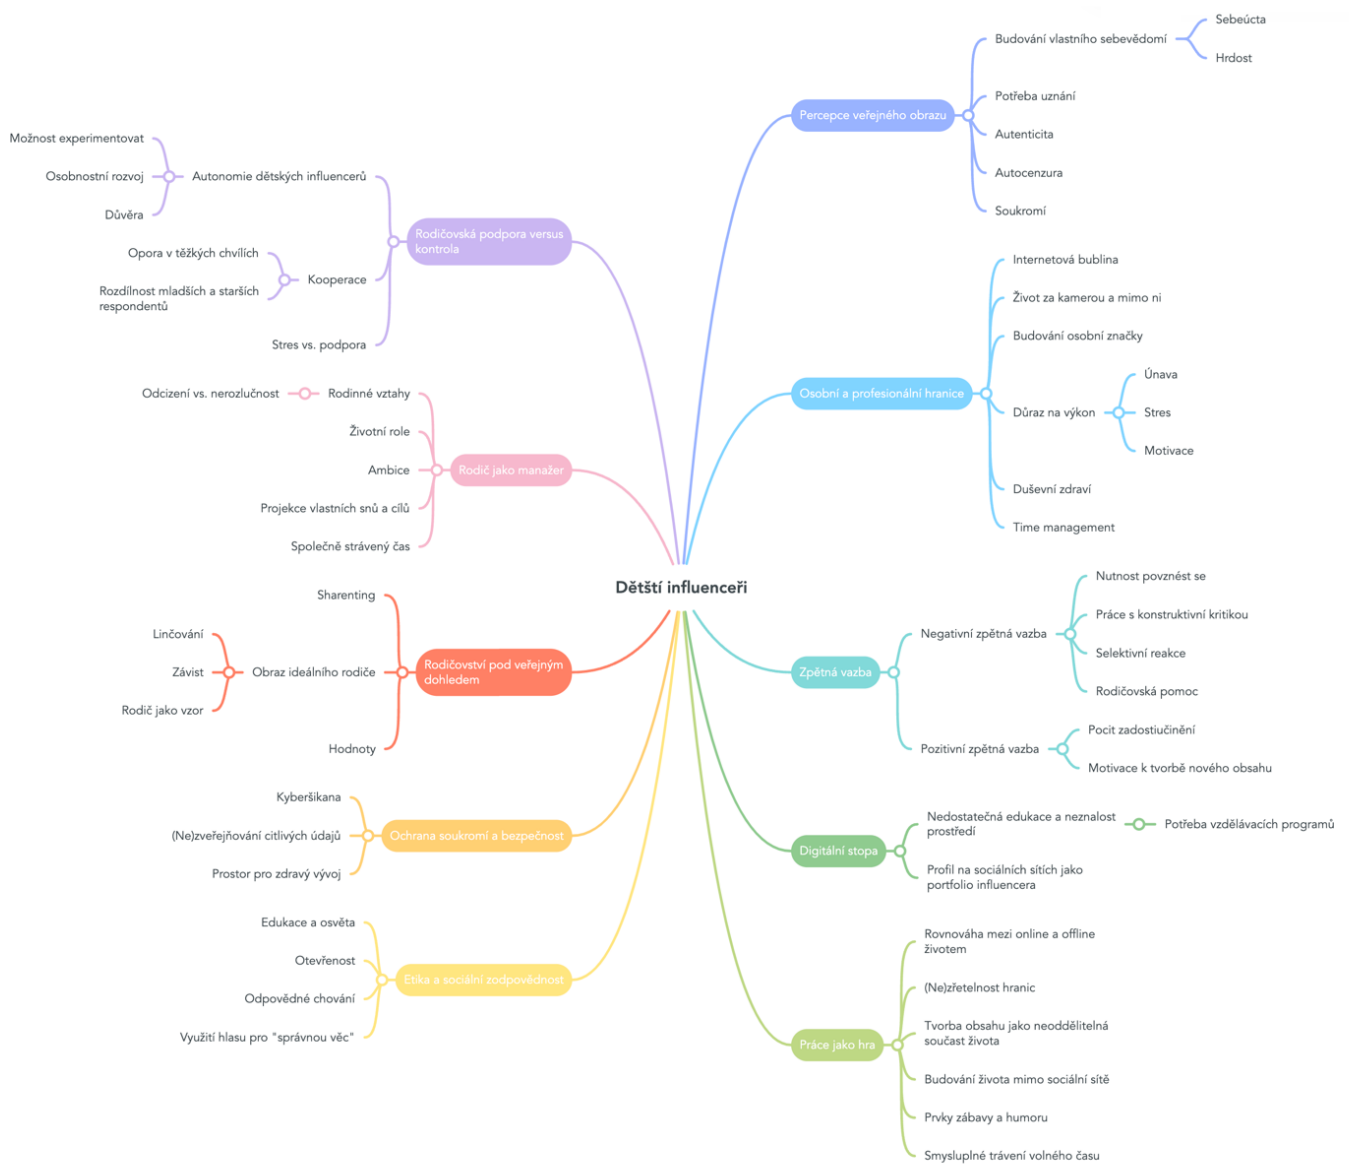 Dětští influenceři
Percepce veřejného obrazu
Budování vlastního sebevědomí
Sebeúcta
Hrdost
Potřeba uznání
Autenticita
Autocenzura
Soukromí
Osobní a profesionální hranice
Internetová bublina
Život za kamerou a mimo ni
Budování osobní značky
Důraz na výkon
Únava
Stres
Motivace
Duševní zdraví
Time management
Zpětná vazba
Negativní zpětná vazba
Nutnost povznést se
Práce s konstruktivní kritikou
Selektivní reakce
Rodičovská pomoc
Pozitivní zpětná vazba
Pocit zadostiučinění
Motivace k tvorbě nového obsahu
Digitální stopa
Nedostatečná edukace a neznalost
prostředí
Potřeba vzdělávacích programů
Profil na sociálních sítích jako
portfolio influencera
Práce jako hra
Rovnováha mezi online a offline
životem
(Ne)zřetelnost hranic
Tvorba obsahu jako neoddělitelná
součast života
Budování života mimo sociální sítě
Prvky zábavy a humoru
Smysluplné trávení volného času
Rodičovská podpora versus
kontrola
Autonomie dětských influencerů
Možnost experimentovat
Osobnostní rozvoj
Důvěra
Kooperace
Opora v těžkých chvílích
Rozdílnost mladších a starších
respondentů
Stres vs. podpora
Rodič jako manažer
Rodinné vztahy
Odcizení vs. nerozlučnost
Životní role
Ambice
Projekce vlastních snů a cílů
Společně strávený čas
Rodičovství pod veřejným
dohledem
Sharenting
Obraz ideálního rodiče
Linčování
Závist
Rodič jako vzor
Hodnoty
Ochrana soukromí a bezpečnost
Kyberšikana
(Ne)zveřejňování citlivých údajů
Prostor pro zdravý vývoj
Etika a sociální zodpovědnost
Edukace a osvěta
Otevřenost
Odpovědné chování
Využití hlasu pro "správnou věc"